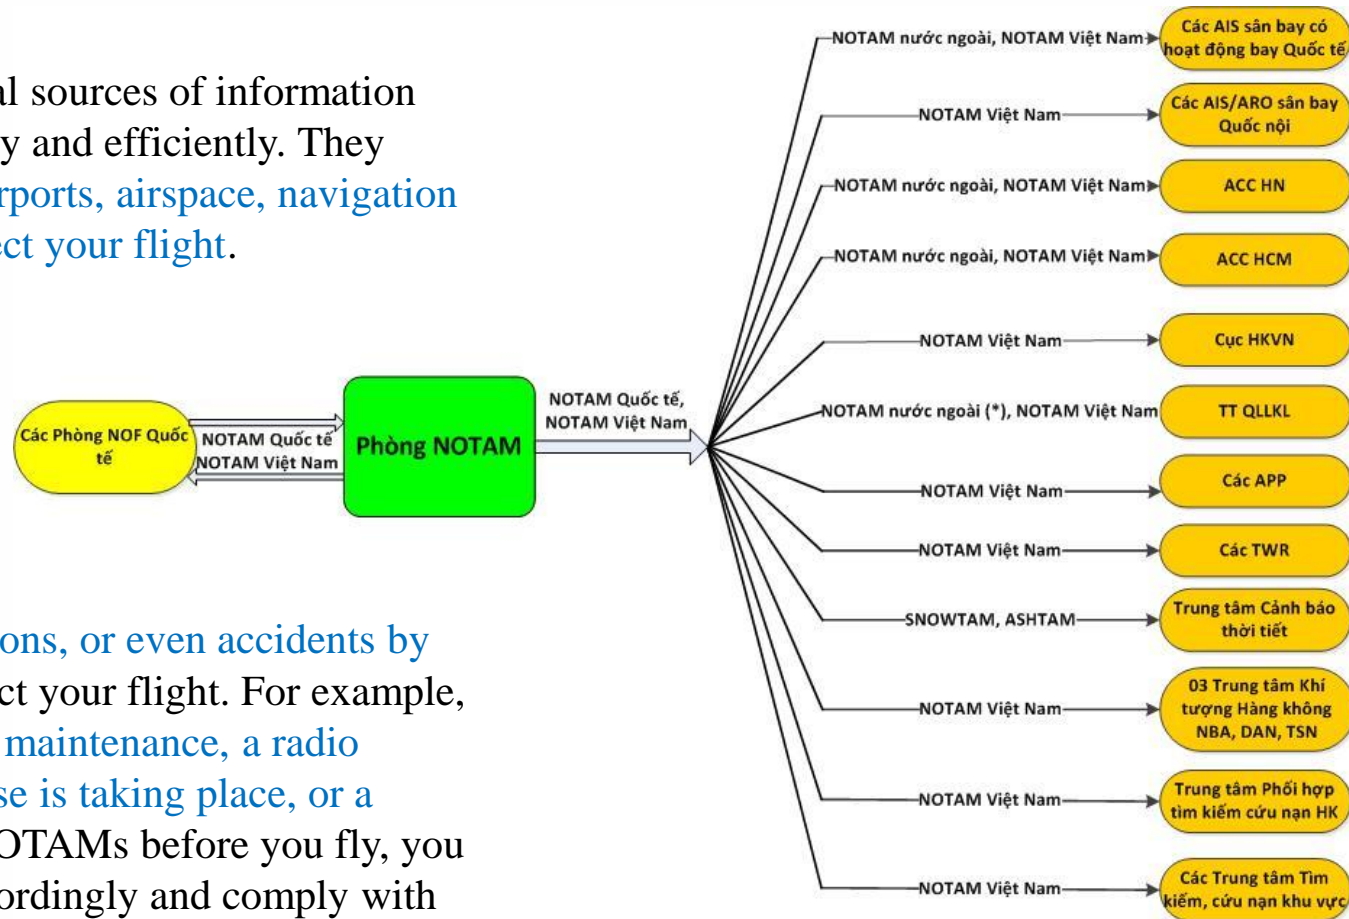 al sources of information
y and efficiently. They
rports, airspace, navigation
ect your flight.
Các Phòng NOF Quốc
tế
NOTAM Quốc tế
NOTAM Việt Nam
Phòng NOTAM
NOTAM Quốc tế,
NOTAM Việt Nam
NOTAM nước ngoài, NOTAM Việt Nam
Các AIS sân bay có
hoạt động bay Quốc tế
NOTAM Việt Nam
Các AIS/ARO sân bay
Quốc nội
NOTAM nước ngoài, NOTAM Việt Nam
ACC HN
NOTAM nước ngoài, NOTAM Việt Nam
ACC HCM
NOTAM Việt Nam
Cục HKVN
NOTAM nước ngoài (*), NOTAM Việt Nam
TT QLLKL
NOTAM Việt Nam
Các APP
NOTAM Việt Nam
Các TWR
SNOWTAM, ASHTAM
Trung tâm Cảnh báo
thời tiết
NOTAM Việt Nam
03 Trung tâm Khí
tượng Hàng không
NBA, DAN, TSN
NOTAM Việt Nam
Trung tâm Phối hợp
tìm kiếm cứu nạn HK
NOTAM Việt Nam
Các Trung tâm Tìm
kiếm, cứu nạn khu vực
ons, or even accidents by
ect your flight. For example,
maintenance, a radio
se is taking place, or a
OTAMs before you fly, you
ordingly and comply with